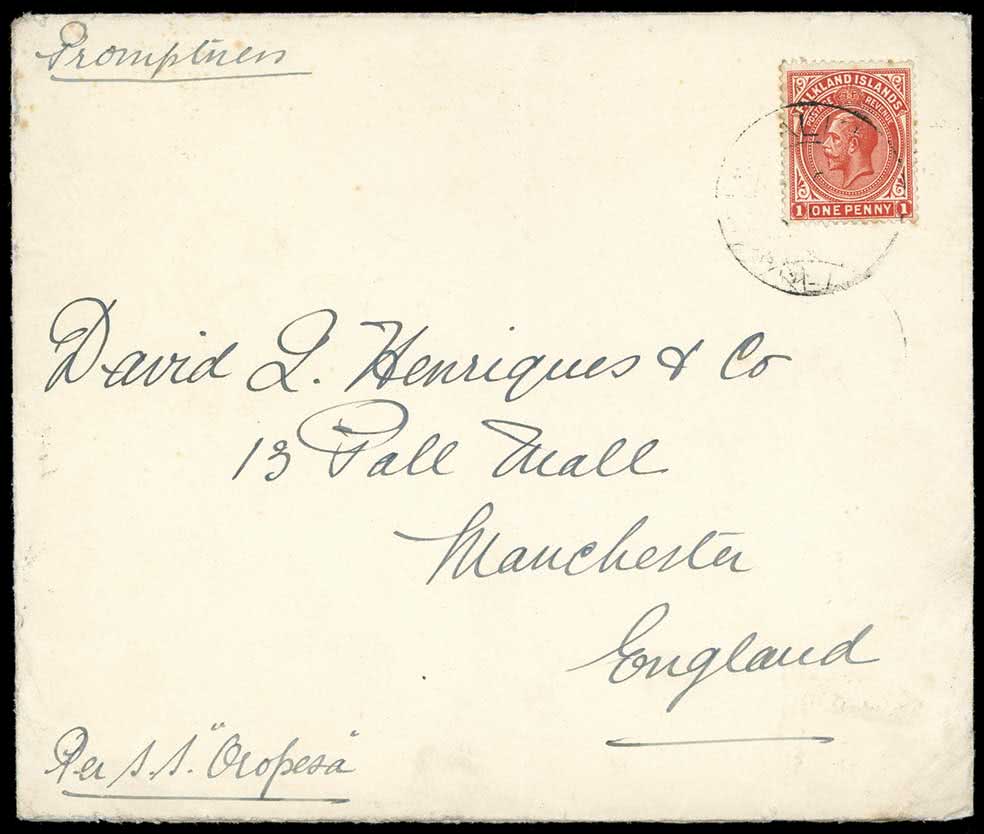 Promptness
FALKLAND ISLANDS
POSTAGE REVENUE
1 ONE PENNY 1
David Q. Henriques & Co
13 Pall Mall
Manchester
England
Per S.S. "Oropesa"